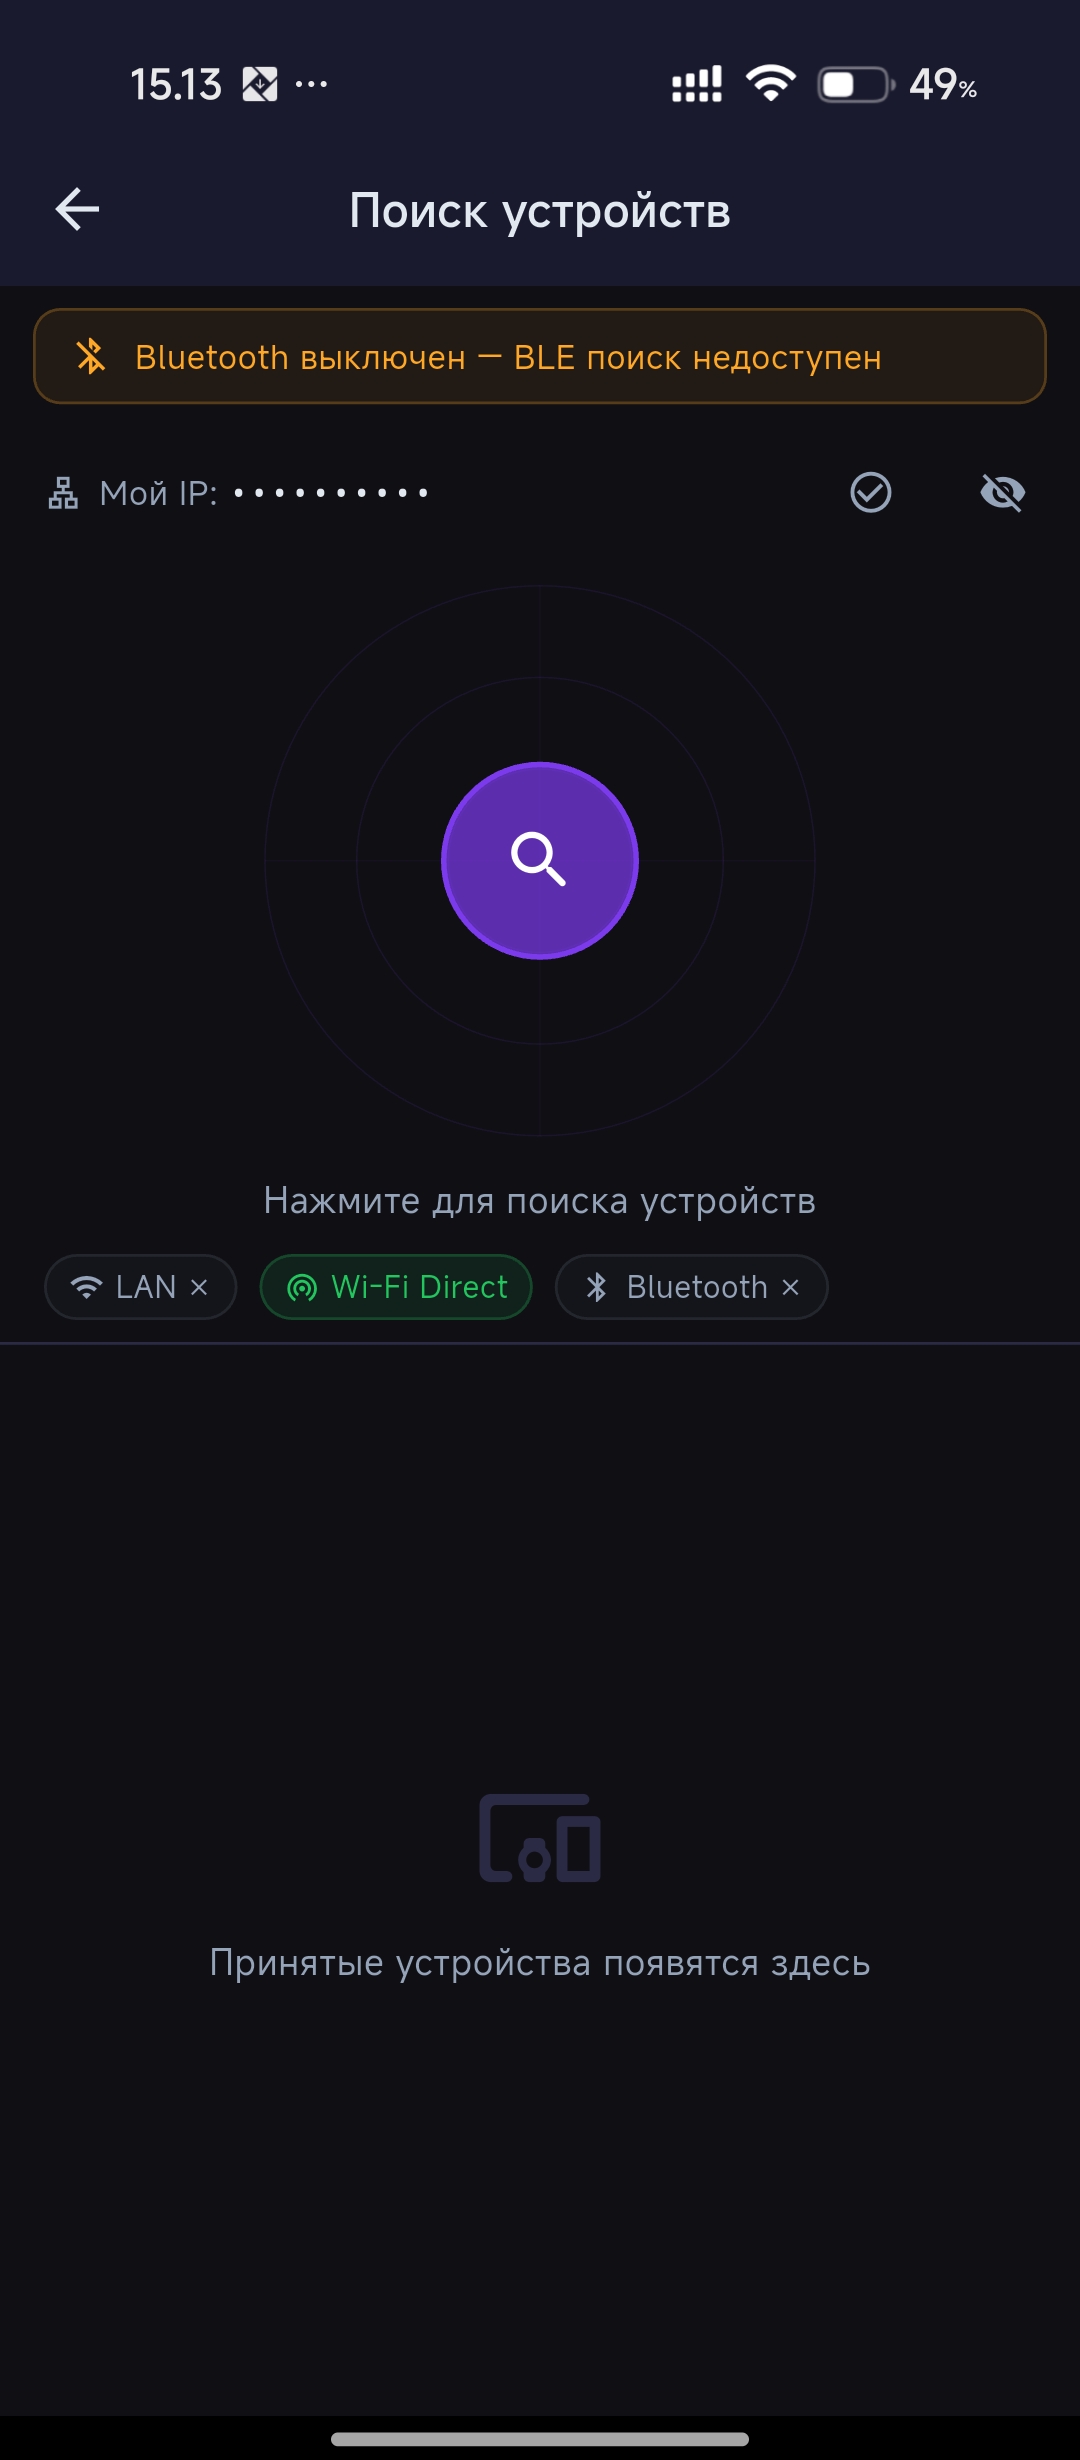 15.13 ... 49%
Поиск устройств
Bluetooth выключен — BLE поиск недоступен
Мой IP: ••••••••••
Нажмите для поиска устройств
LAN × Wi-Fi Direct Bluetooth ×
Принятые устройства появятся здесь